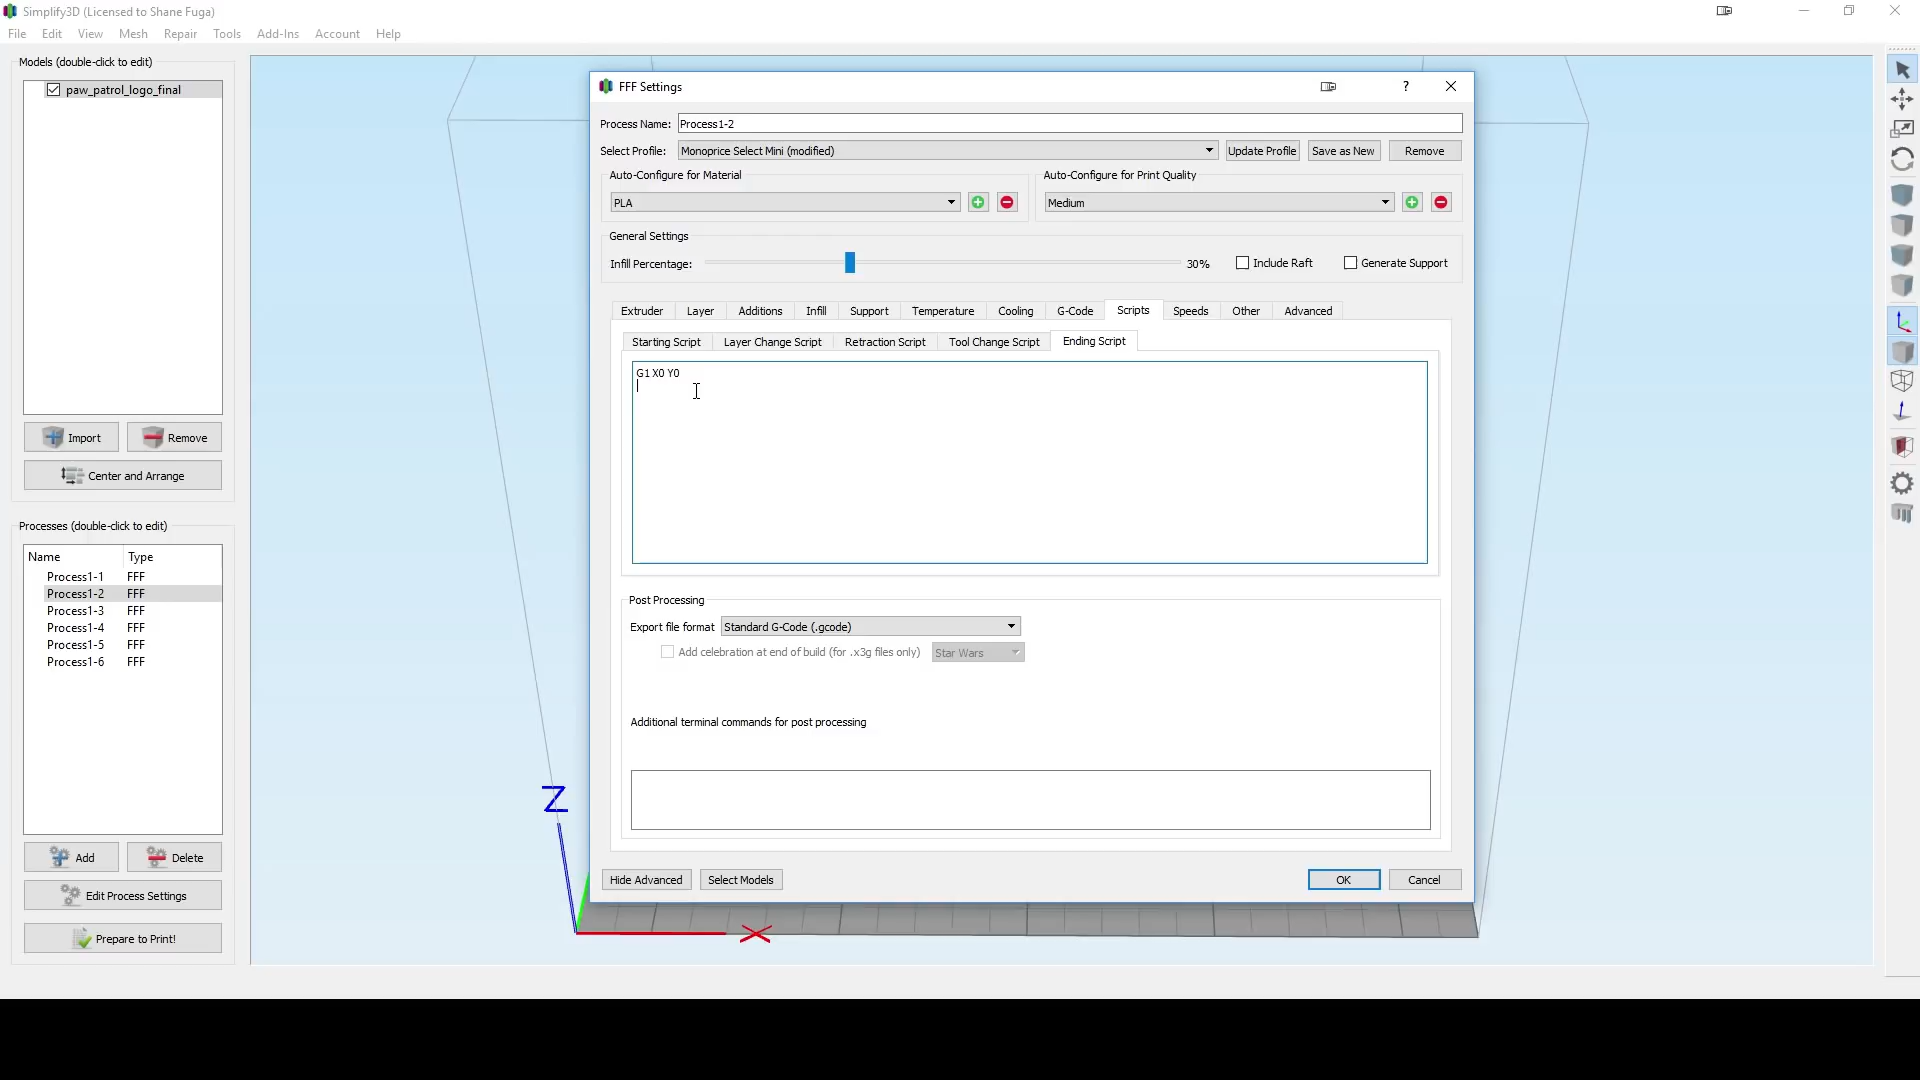 Simplify3D (Licensed to Shane Fuga)
File Edit View Mesh Repair Tools Add-Ins Account Help
Models (double-click to edit)
paw_patrol_logo_final
Import Remove
Center and Arrange
Processes (double-click to edit)
Name Type
Process1-1 FFF
Process1-2 FFF
Process1-3 FFF
Process1-4 FFF
Process1-5 FFF
Process1-6 FFF
Add Delete
Edit Process Settings
Prepare to Print!
Z
X
FFF Settings ?
Process Name: Process1-2
Select Profile: Monoprice Select Mini (modified) Update Profile Save as New Remove
Auto-Configure for Material Auto-Configure for Print Quality
PLA Medium
General Settings
Infill Percentage: 30% Include Raft Generate Support
Extruder Layer Additions Infill Support Temperature Cooling G-Code Scripts Speeds Other Advanced
Starting Script Layer Change Script Retraction Script Tool Change Script Ending Script
G1 X0 Y0
Post Processing
Export file format Standard G-Code (.gcode)
Add celebration at end of build (for .x3g files only) Star Wars
Additional terminal commands for post processing
Hide Advanced Select Models OK Cancel